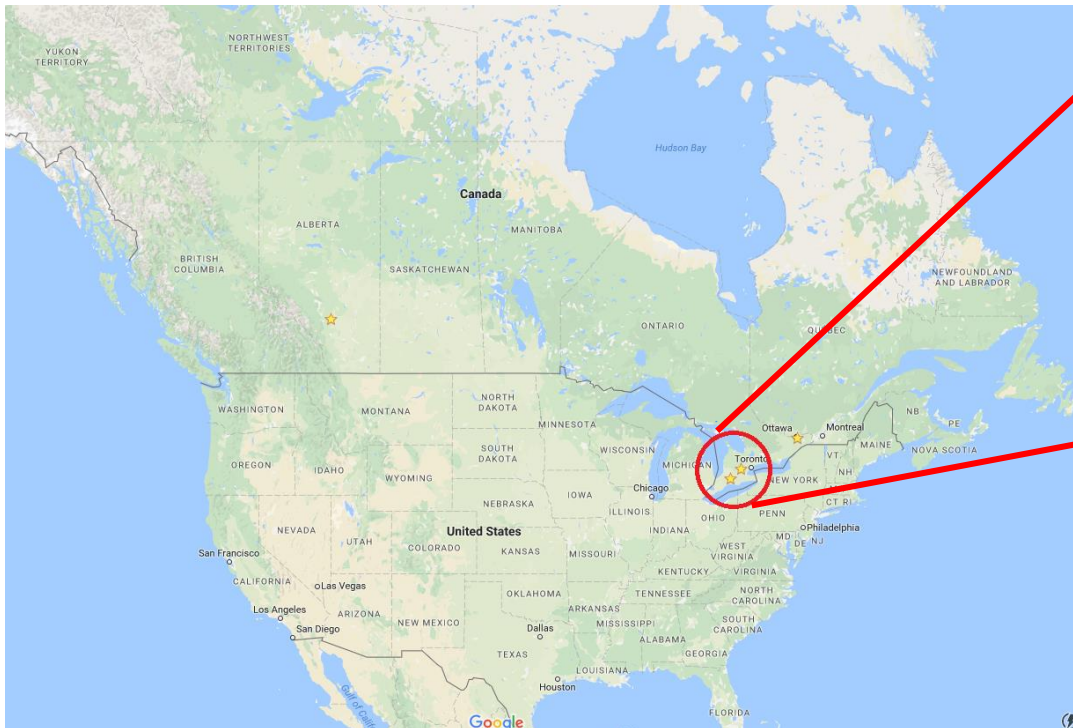 NORTHWEST
TERRITORIES
YUKON
TERRITORY
Hudson Bay
Canada
ALBERTA
MANITOBA
BRITISH
COLUMBIA
SASKATCHEWAN
NEWFOUNDLAND
AND LABRADOR
ONTARIO
QUEBEC
WASHINGTON
MONTANA
NORTH
DAKOTA
MINNESOTA
Ottawa
Montreal
NB
PE
NOVA SCOTIA
MAINE
VT
NH
OREGON
IDAHO
SOUTH
DAKOTA
WISCONSIN
MICHIGAN
Toronto
NEW YORK
WYOMING
Chicago
IOWA
NEBRASKA
ILLINOIS
INDIANA
OHIO
PENN
CT RI
Philadelphia
MD
DE NJ
NEVADA
UTAH
COLORADO
United States
KANSAS
MISSOURI
WEST
VIRGINIA
KENTUCKY
VIRGINIA
San Francisco
CALIFORNIA
Las Vegas
OKLAHOMA
TENNESSEE
NORTH
CAROLINA
Los Angeles
ARIZONA
NEW MEXICO
ARKANSAS
MISSISSIPPI
SOUTH
CAROLINA
San Diego
Dallas
ALABAMA
TEXAS
GEORGIA
LOUISIANA
Houston
Gulf of
FLORIDA
Google